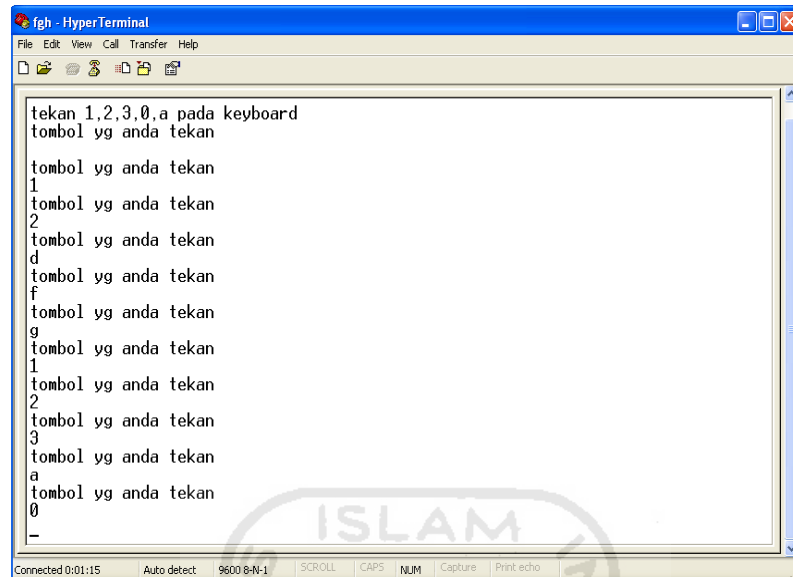 fgh - HyperTerminal
File Edit View Call Transfer Help
tekan 1,2,3,0,a pada keyboard
tombol yg anda tekan
tombol yg anda tekan
1
tombol yg anda tekan
2
tombol yg anda tekan
d
tombol yg anda tekan
f
tombol yg anda tekan
g
tombol yg anda tekan
1
tombol yg anda tekan
2
tombol yg anda tekan
3
tombol yg anda tekan
a
tombol yg anda tekan
0
_
ISLAM
Connected 0:01:15 Auto detect 9600 8-N-1 SCROLL CAPS NUM Capture Print echo